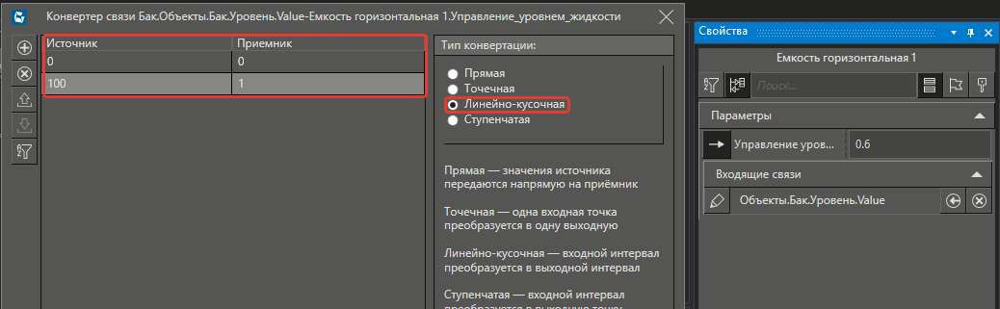 Конвертер связи Бак.Объекты.Бак.Уровень.Value-Емкость горизонтальная 1.Управление_уровнем_жидкости
Источник Приемник
0 0
100 1
Тип конвертации:
Прямая
Точечная
Линейно-кусочная
Ступенчатая
Прямая — значения источника
передаются напрямую на приёмник
Точечная — одна входная точка
преобразуется в одну выходную
Линейно-кусочная — входной интервал
преобразуется в выходной интервал
Ступенчатая — входной интервал
преобразуется в выходную точку
Свойства
Емкость горизонтальная 1
Поиск...
Параметры
Управление уров... 0.6
Входящие связи
Объекты.Бак.Уровень.Value